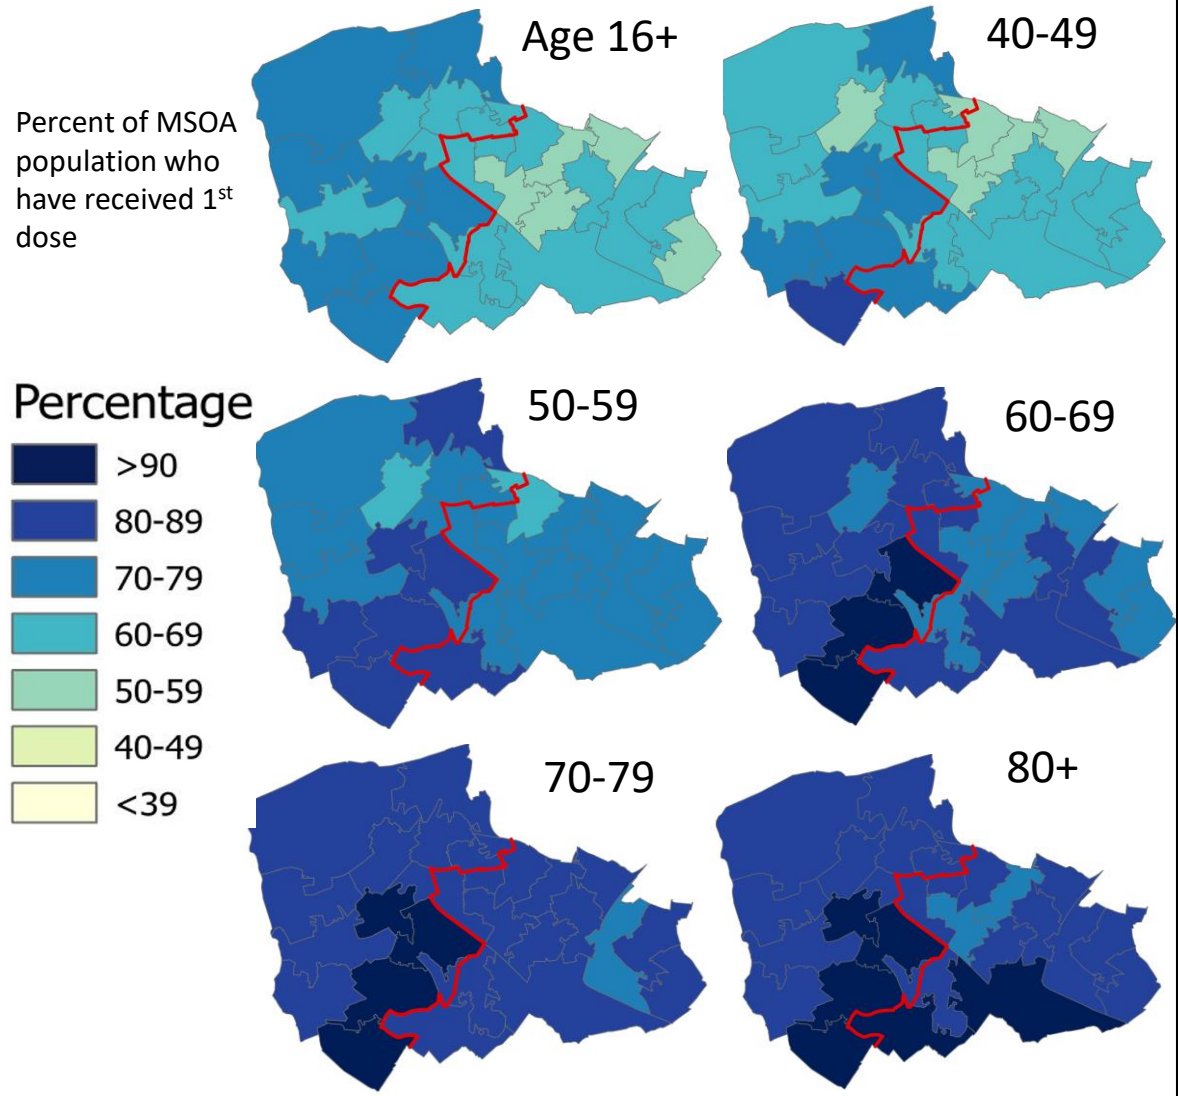 Age 16+
40-49
Percent of MSOA
population who
have received 1st
dose
Percentage
>90
80-89
70-79
60-69
50-59
40-49
<39
50-59
60-69
70-79
80+